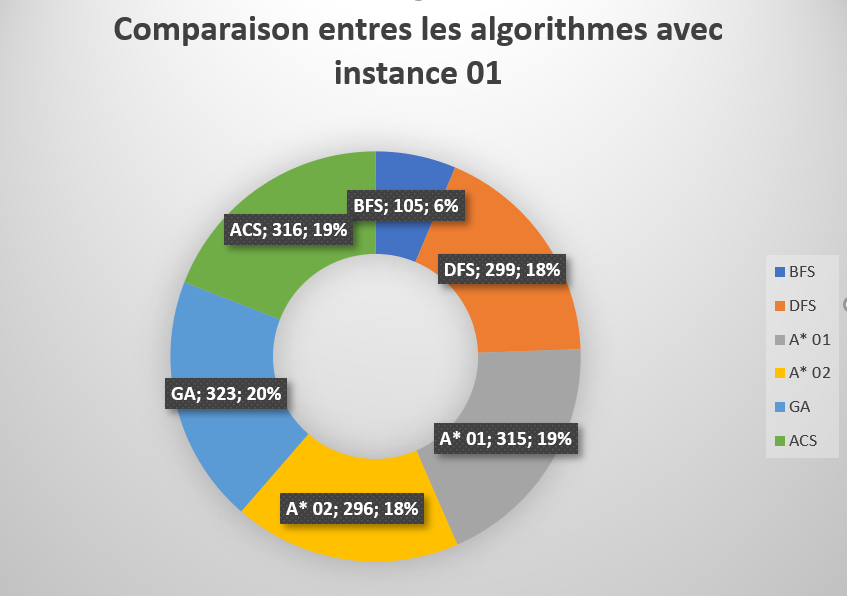 Comparaison entres les algorithmes avec
instance 01
BFS; 105; 6%
ACS; 316; 19%
DFS; 299; 18%
GA; 323; 20%
A* 01; 315; 19%
A* 02; 296; 18%
BFS
DFS
A* 01
A* 02
GA
ACS